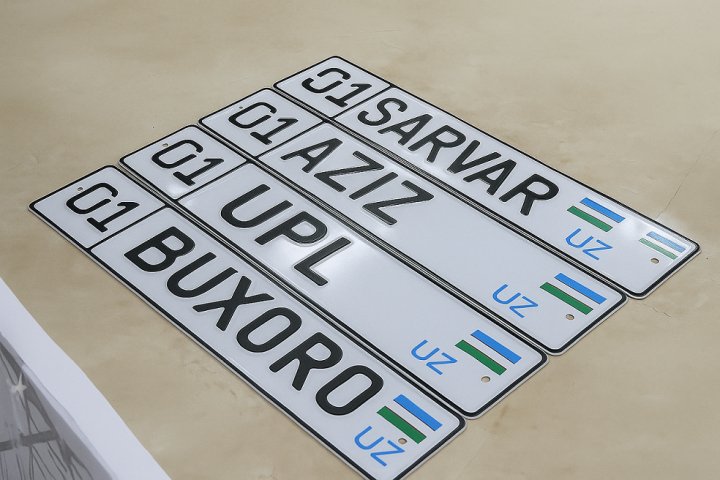 01 SARVAR UZ
01 AZIZ UZ
01 UPL UZ
01 BUXORO UZ